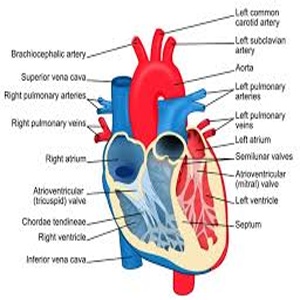 Brachiocephalic artery
Superior vena cava
Right pulmonary arteries
Right pulmonary veins
Right atrium
Atrioventricular
(tricuspid) valve
Chordae tendineae
Right ventricle
Inferior vena cava
Left common
carotid artery
Left subclavian
artery
Aorta
Left pulmonary
arteries
Left pulmonary
veins
Left atrium
Semilunar valves
Atrioventricular
(mitral) valve
Left ventricle
Septum